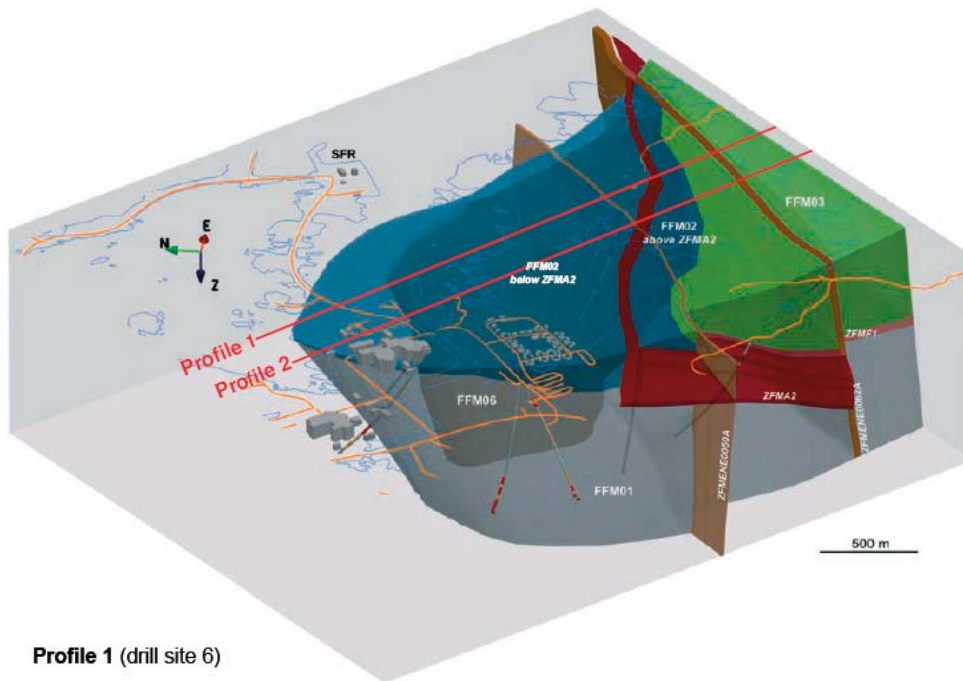 SFR
E
N
Z
FFM03
FFM02
above ZFMA2
FFM02
below ZFMA2
Profile 1
Profile 2
ZFMF1
FFM06
ZFMA2
ZFMENE0062A
ZFMENE0060A
FFM01
500 m
Profile 1 (drill site 6)